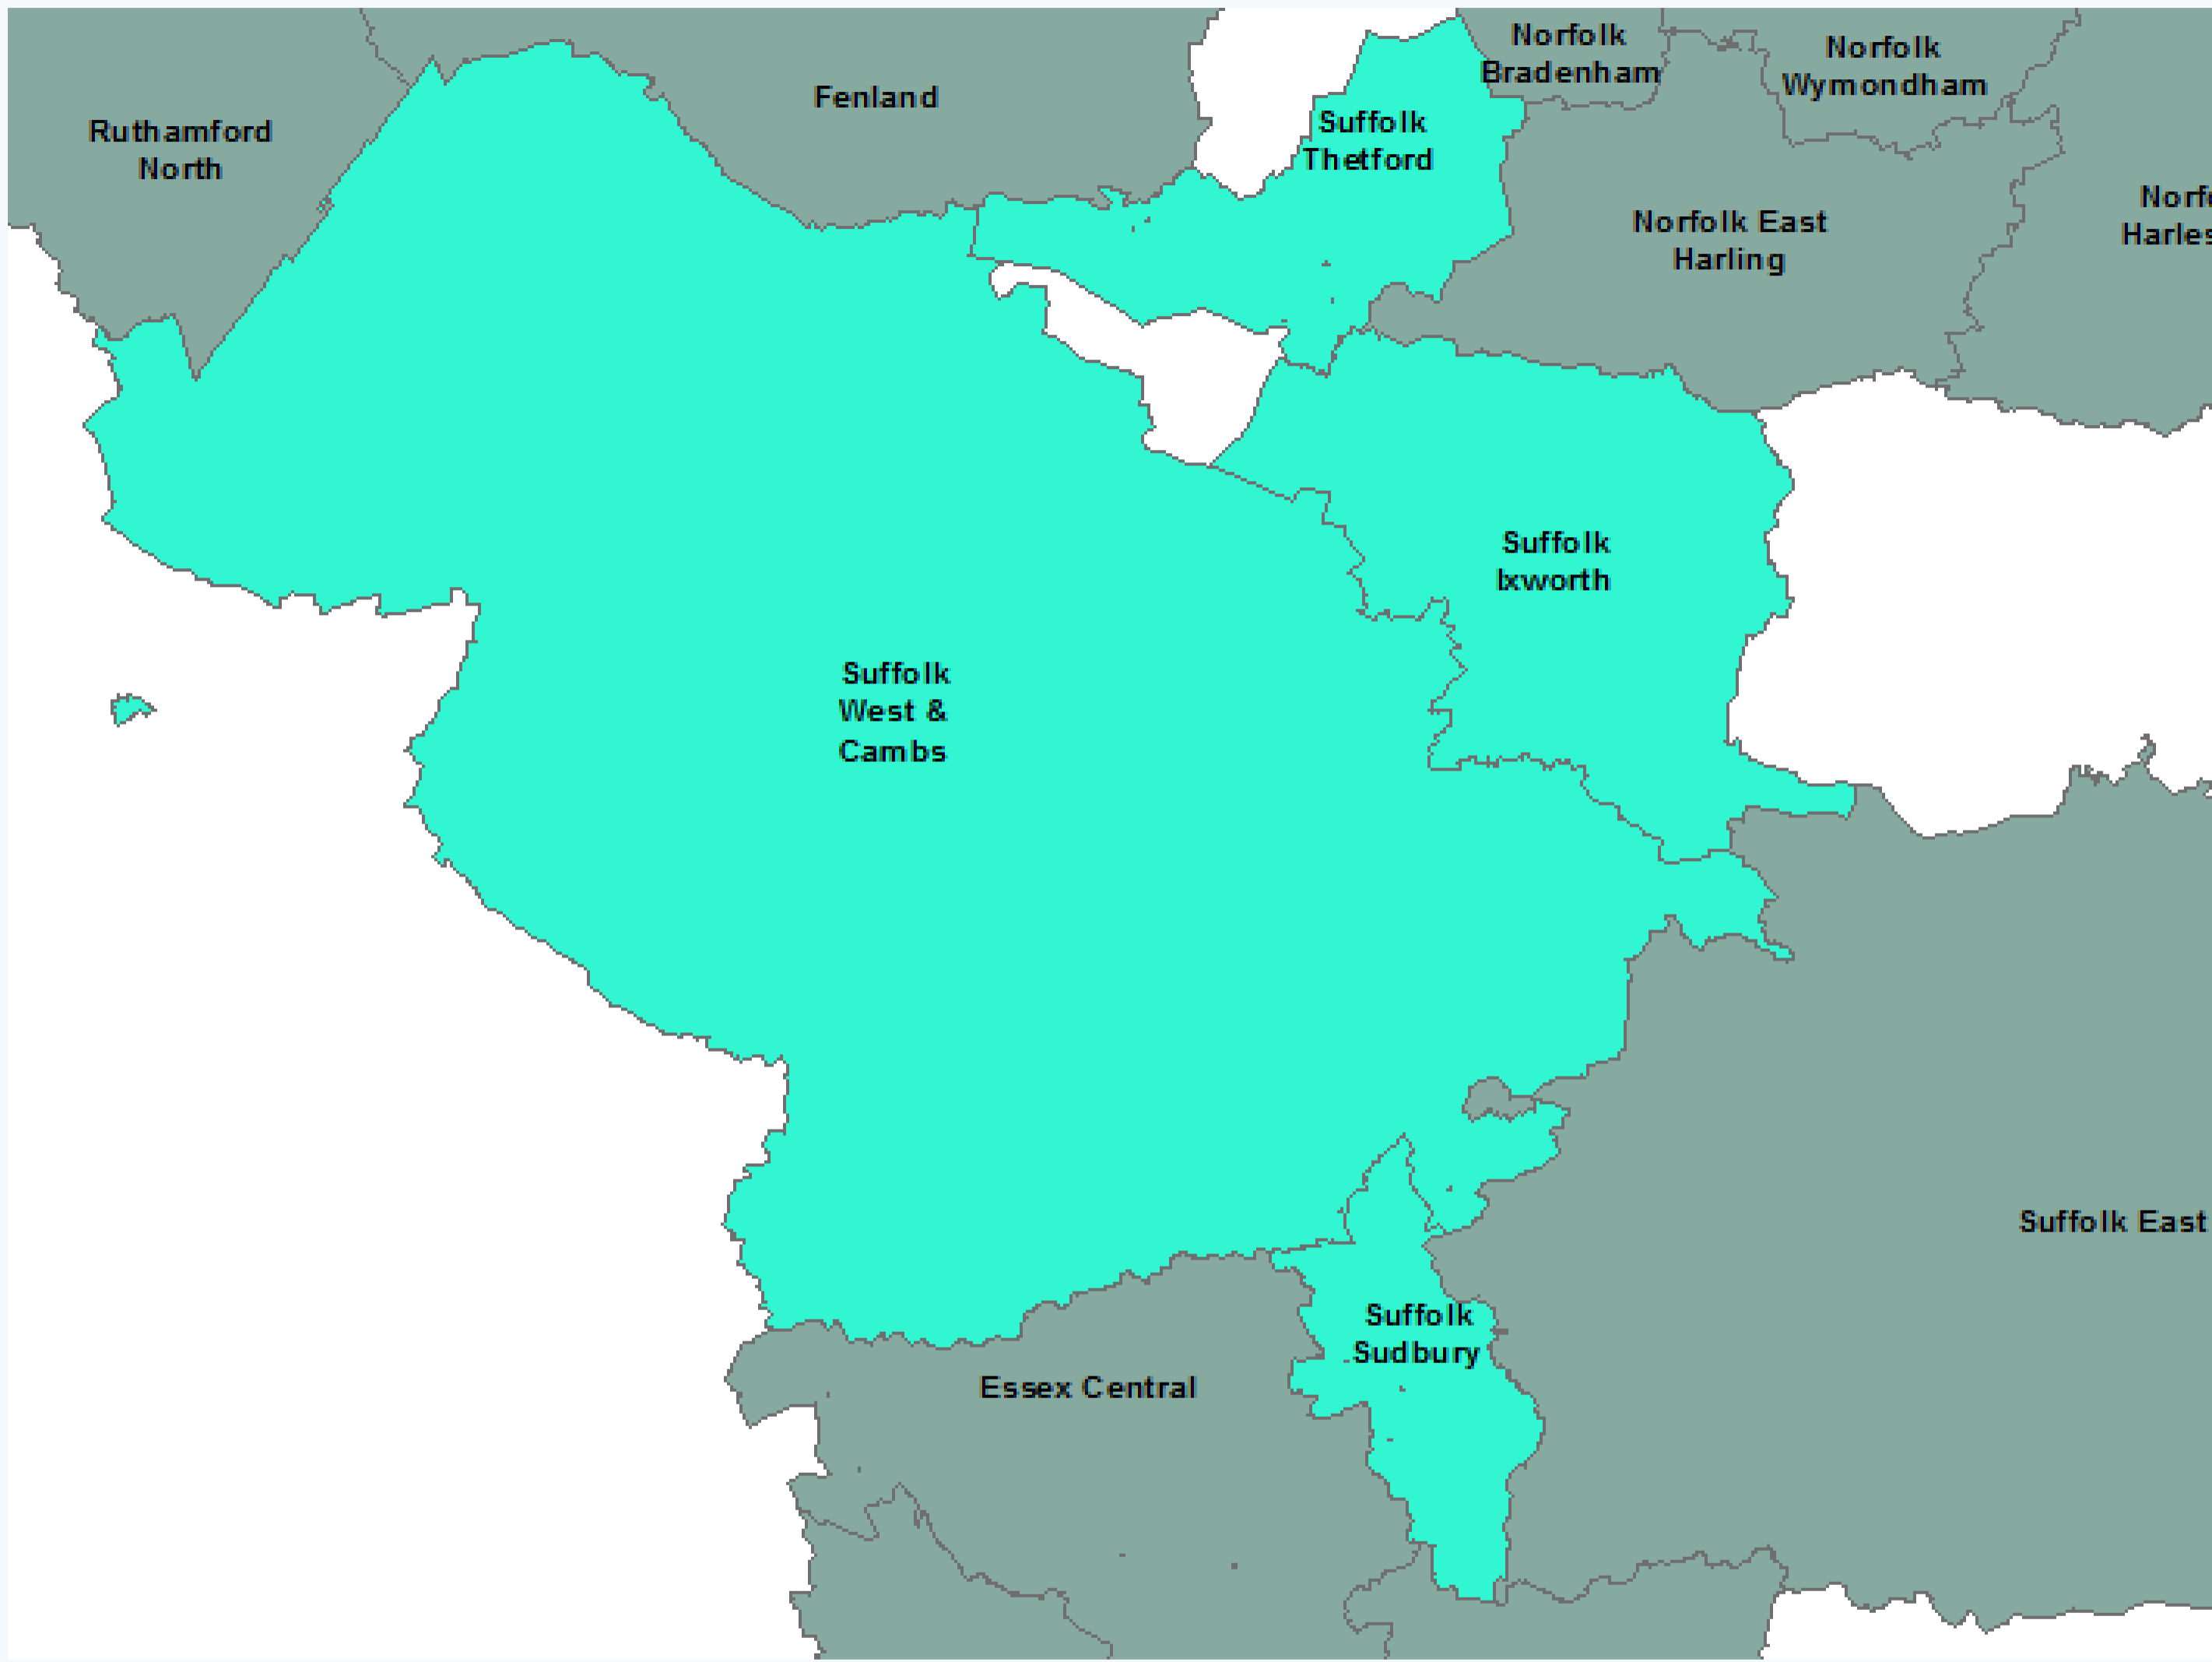 Norfolk
Bradenham
Norfolk
Wymondham
Fenland
Ruthamford
North
Suffolk
Thetford
Norfolk East
Harling
Suffolk
Ixworth
Suffolk
West &
Cambs
Suffolk East
Suffolk
Sudbury
Essex Central